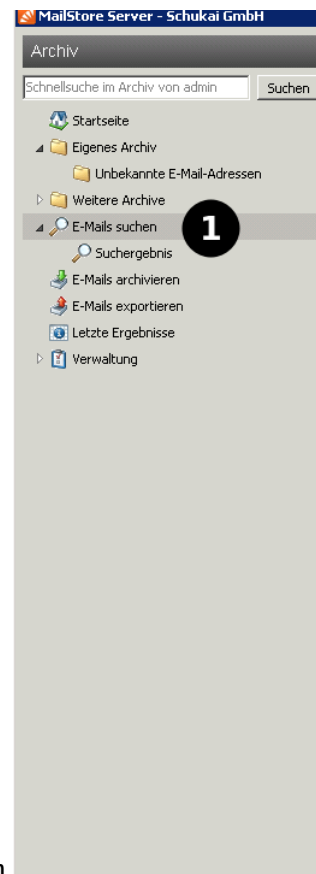 MailStore Server - Schukai GmbH
Archiv
Schnellsuche im Archiv von admin Suchen
Startseite
Eigenes Archiv
Unbekannte E-Mail-Adressen
Weitere Archive
E-Mails suchen 1
Suchergebnis
E-Mails archivieren
E-Mails exportieren
Letzte Ergebnisse
Verwaltung